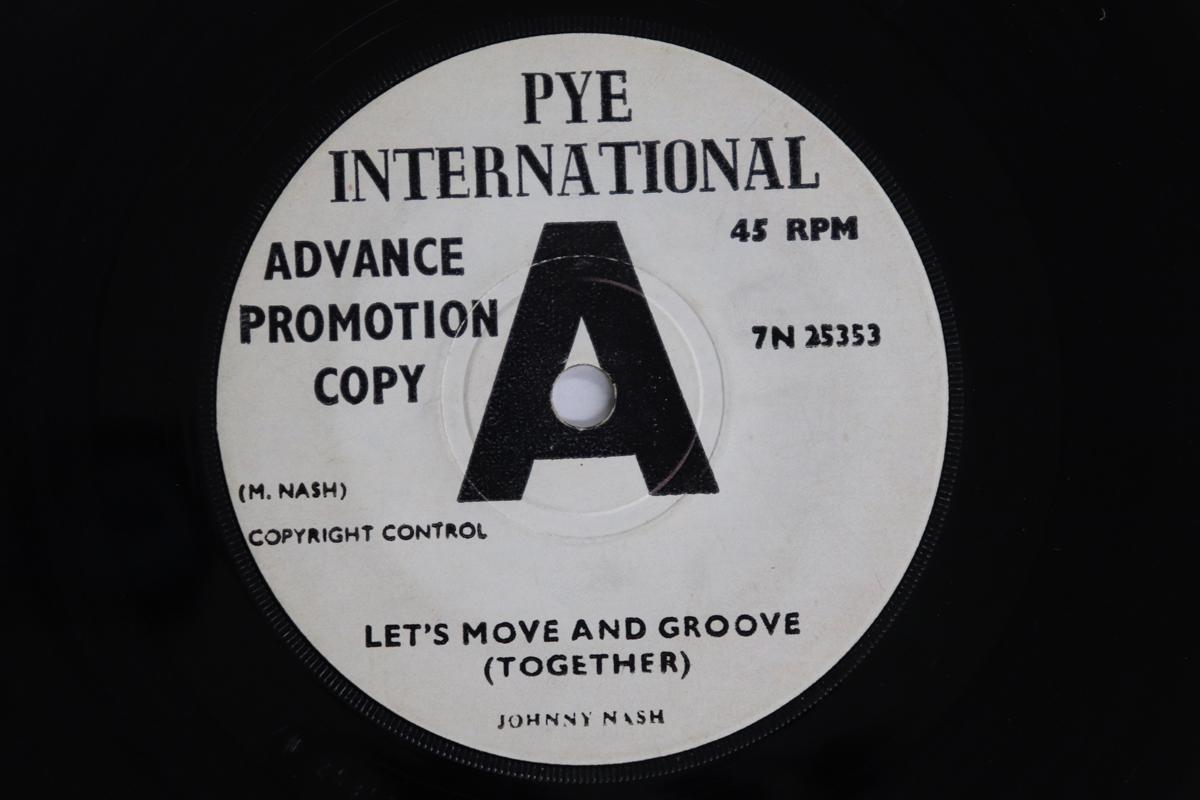 PYE
INTERNATIONAL
45 RPM
ADVANCE
PROMOTION
COPY
A
7N 25353
(M. NASH)
COPYRIGHT CONTROL
LET'S MOVE AND GROOVE
(TOGETHER)
JOHNNY NASH